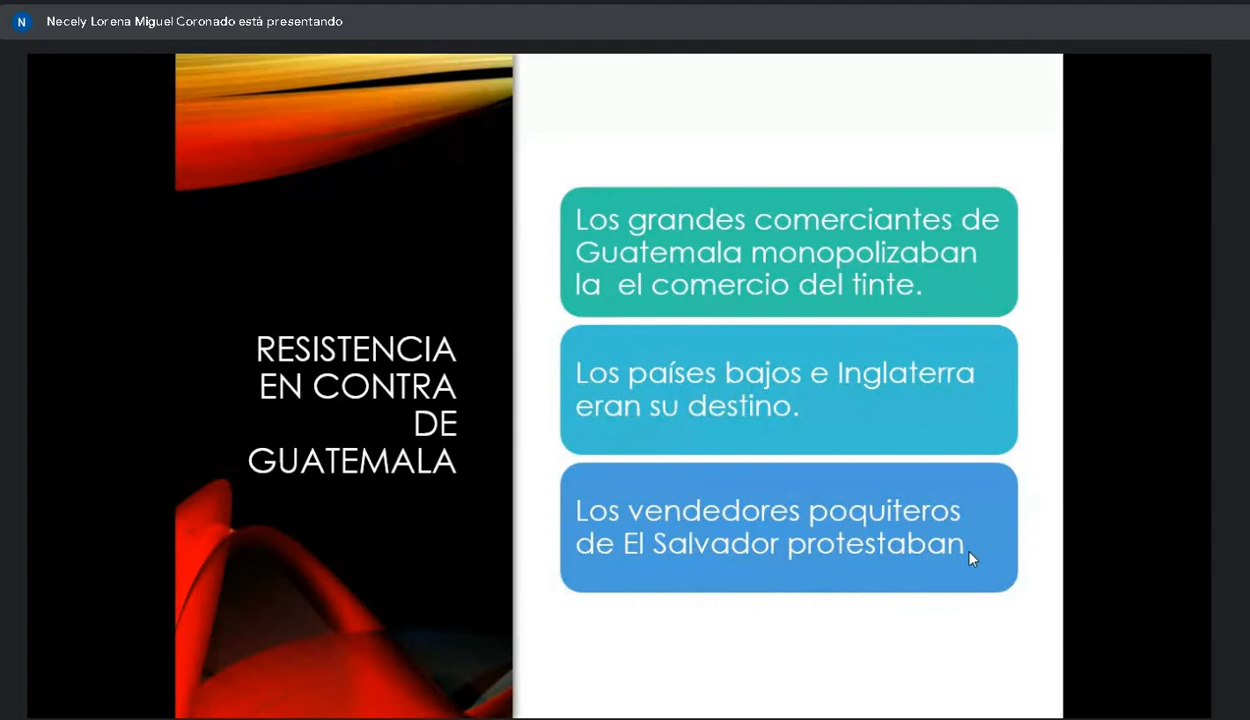 N
Necely Lorena Miguel Coronado está presentando
RESISTENCIA
EN CONTRA
DE
GUATEMALA
Los grandes comerciantes de
Guatemala monopolizaban
la  el comercio del tinte.
Los países bajos e Inglaterra
eran su destino.
Los vendedores poquiteros
de El Salvador protestaban.